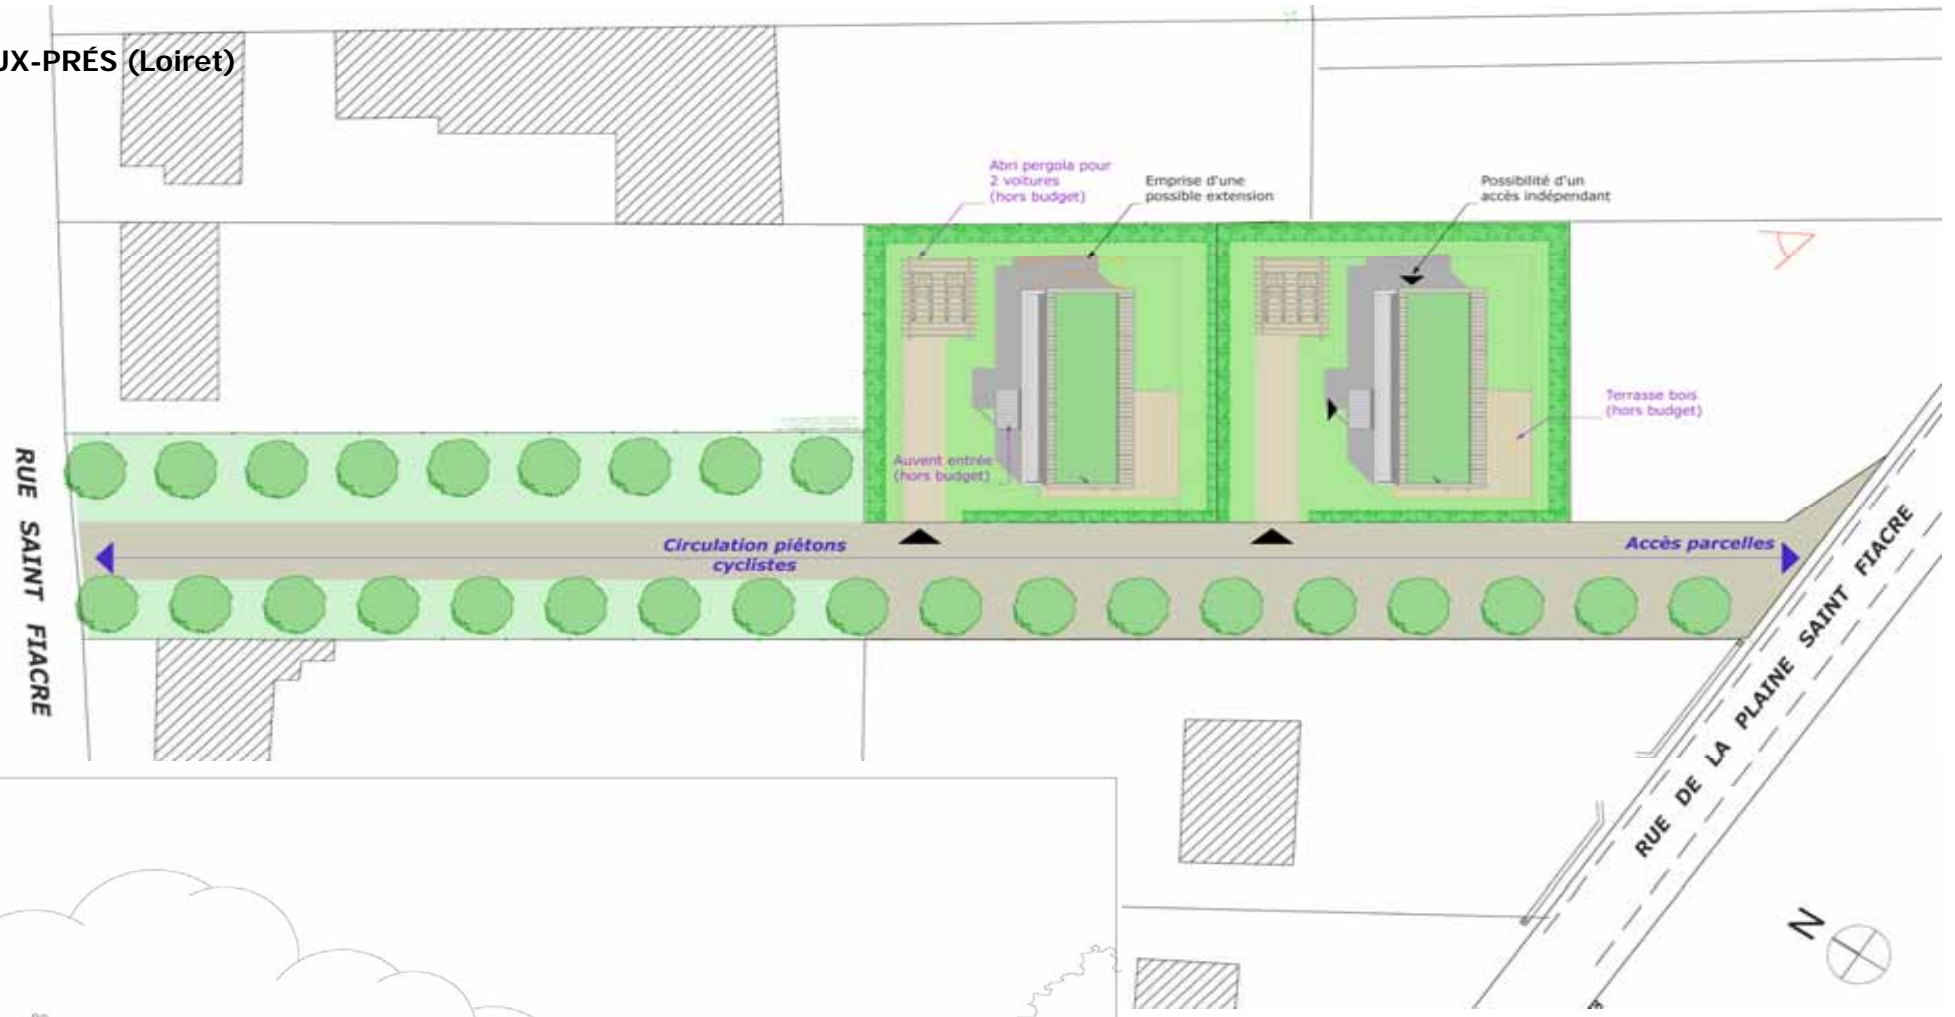 UX-PRÉS (Loiret)
Abri pergola pour
2 voitures
(hors budget)
Emprise d'une
possible extension
Possibilité d'un
accès indépendant
Terrasse bois
(hors budget)
Auvent entrée
(hors budget)
RUE SAINT FIACRE
Circulation piétons
cyclistes
Accès parcelles
RUE DE LA PLAINE SAINT FIACRE
N